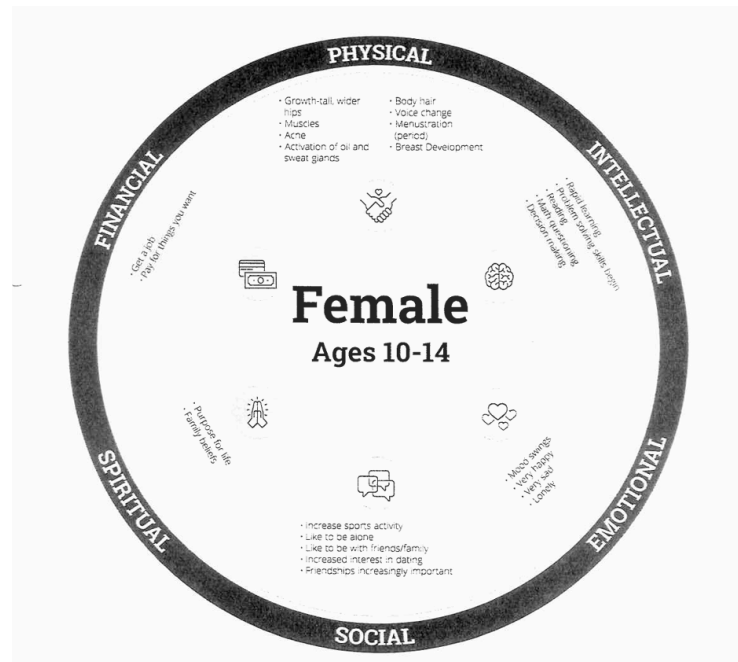 PHYSICAL
· Growth-tall, wider
hips
· Muscles
· Acne
· Activation of oil and
sweat glands
· Body hair
· Voice change
· Menustration
(period)
· Breast Development
INTELLECTUAL
· Rapid learning
· Problem solving skills begin
· Reading
· Math questioning
· Decision making
FINANCIAL
· Get a job
· Pay for things you want
Female
Ages 10-14
SPIRITUAL
· Purpose for life
· Family beliefs
EMOTIONAL
· Mood swings
· Very happy
· Very sad
· Lonely
· Increase sports activity
· Like to be alone
· Like to be with friends/family
· Increased interest in dating
· Friendships increasingly important
SOCIAL